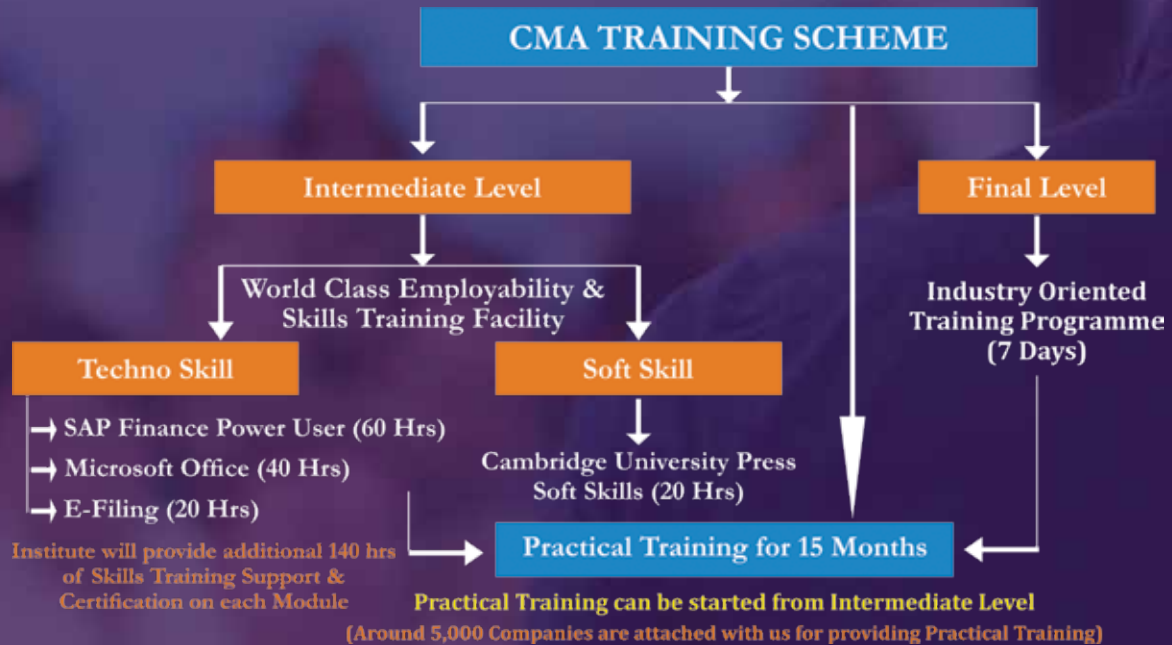 CMA TRAINING SCHEME
Intermediate Level
Final Level
World Class Employability &
Skills Training Facility
Industry Oriented
Training Programme
(7 Days)
Techno Skill
Soft Skill
SAP Finance Power User (60 Hrs)
Microsoft Office (40 Hrs)
E-Filing (20 Hrs)
Cambridge University Press
Soft Skills (20 Hrs)
Institute will provide additional 140 hrs
of Skills Training Support &
Certification on each Module
Practical Training for 15 Months
Practical Training can be started from Intermediate Level
(Around 5,000 Companies are attached with us for providing Practical Training)